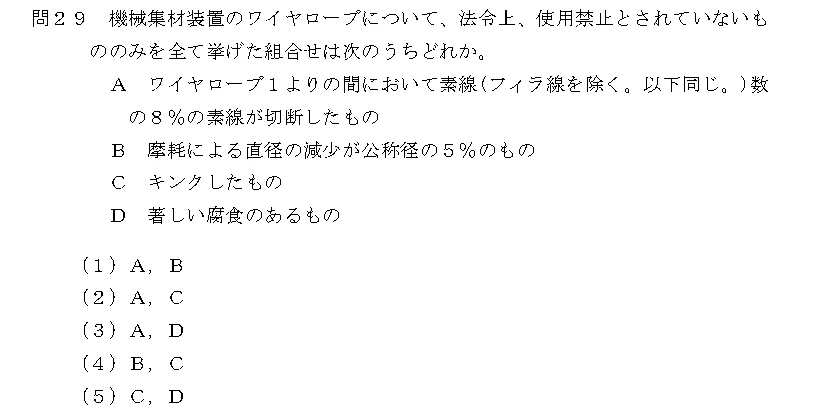 問２９　機械集材装置のワイヤロープについて、法令上、使用禁止とされていないも
ののみを全て挙げた組合せは次のうちどれか。
Ａ　ワイヤロープ１よりの間において素線(フィラ線を除く。以下同じ。)数
の８％の素線が切断したもの
Ｂ　摩耗による直径の減少が公称径の５％のもの
Ｃ　キンクしたもの
Ｄ　著しい腐食のあるもの
（1）Ａ，Ｂ
（2）Ａ，Ｃ
（3）Ａ，Ｄ
（4）Ｂ，Ｃ
（5）Ｃ，Ｄ